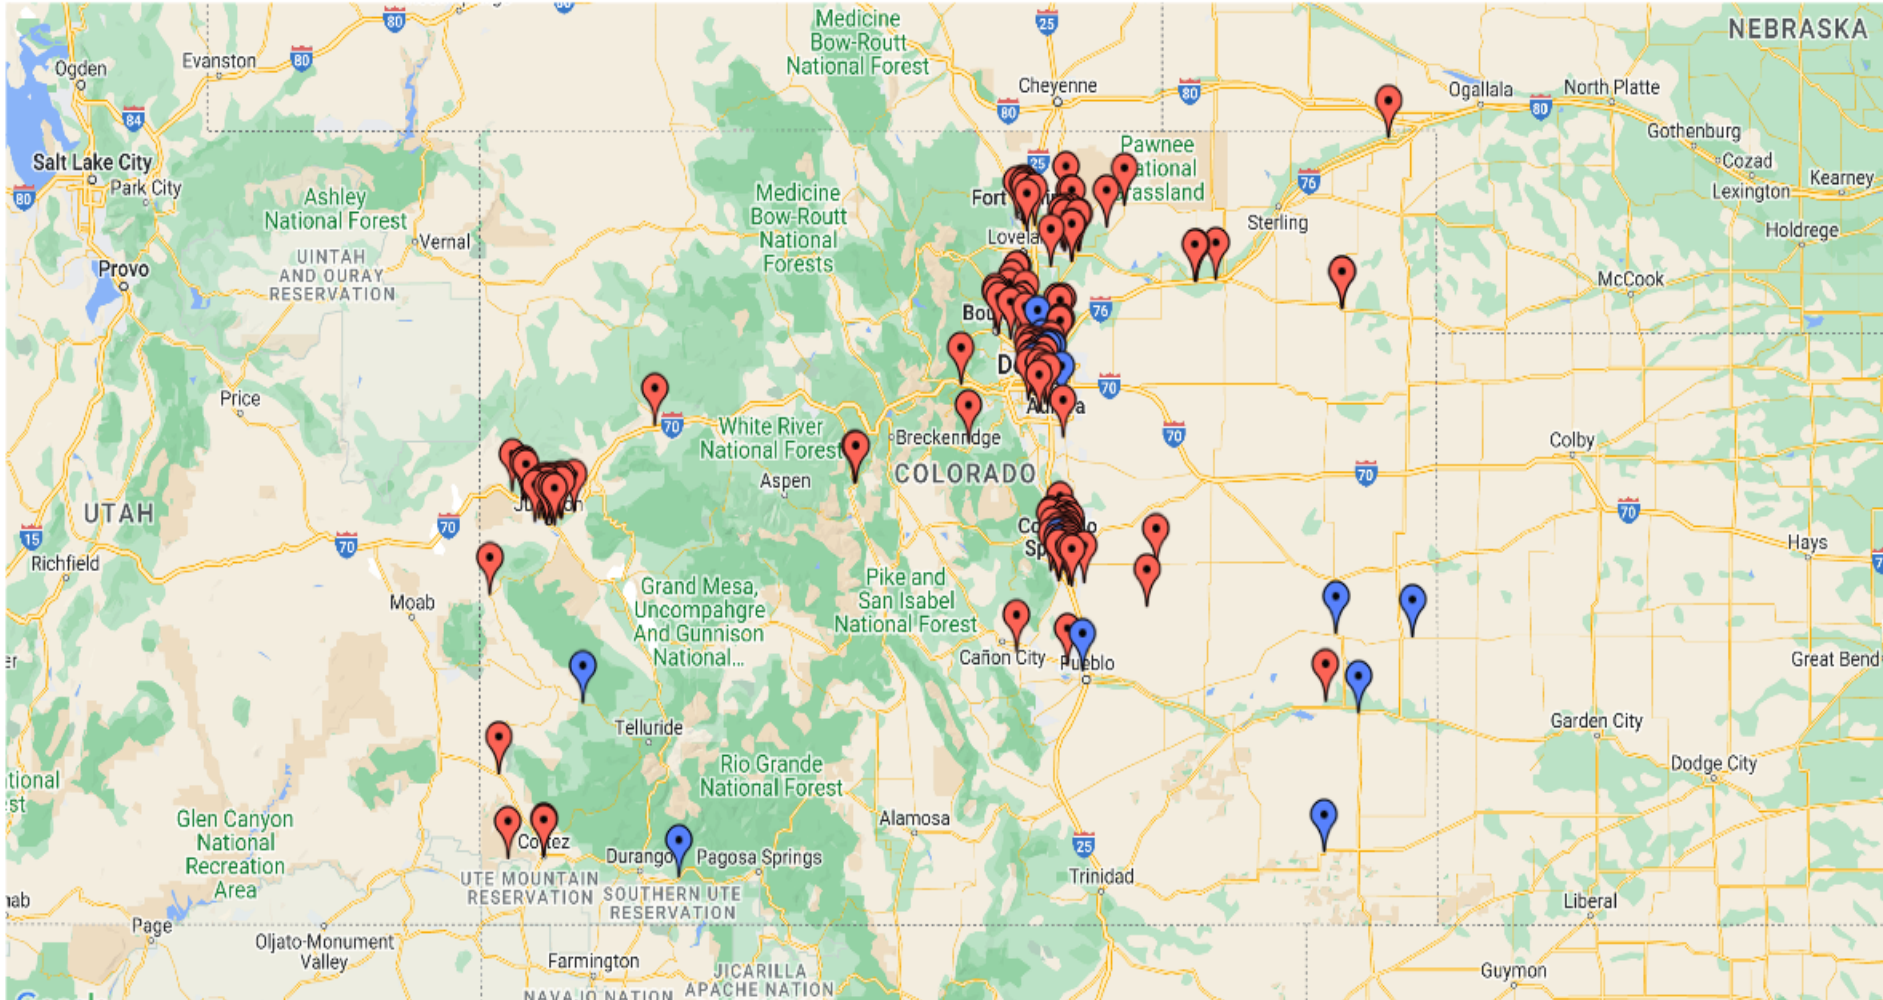 NEBRASKA
Medicine
Bow-Routt
National Forest
80
25
Evanston
80
Ogden
Cheyenne
80
80
Ogallala
North Platte
80
84
Gothenburg
Salt Lake City
Park City
80
25
Pawnee
Cozad
Lexington
Kearney
76
Ashley
National Forest
Medicine
Bow-Routt
National
Forests
Fort
Sterling
Holdrege
Vernal
UINTAH
AND OURAY
RESERVATION
Provo
McCook
76
70
Price
70
White River
National Forest
Breckenridge
70
Colby
COLORADO
70
Aspen
UTAH
70
70
70
15
Richfield
Hays
Moab
Grand Mesa,
Uncompahgre
And Gunnison
National...
Pike and
San Isabel
National Forest
Cañon City
Pueblo
Great Bend
Telluride
Garden City
Rio Grande
National Forest
Dodge City
Glen Canyon
National
Recreation
Area
Alamosa
Cortez
Durango
Pagosa Springs
25
Trinidad
UTE MOUNTAIN
RESERVATION
SOUTHERN UTE
RESERVATION
Liberal
Page
Oljato-Monument
Valley
Farmington
JICARILLA
APACHE NATION
NAVAJO NATION
Guymon